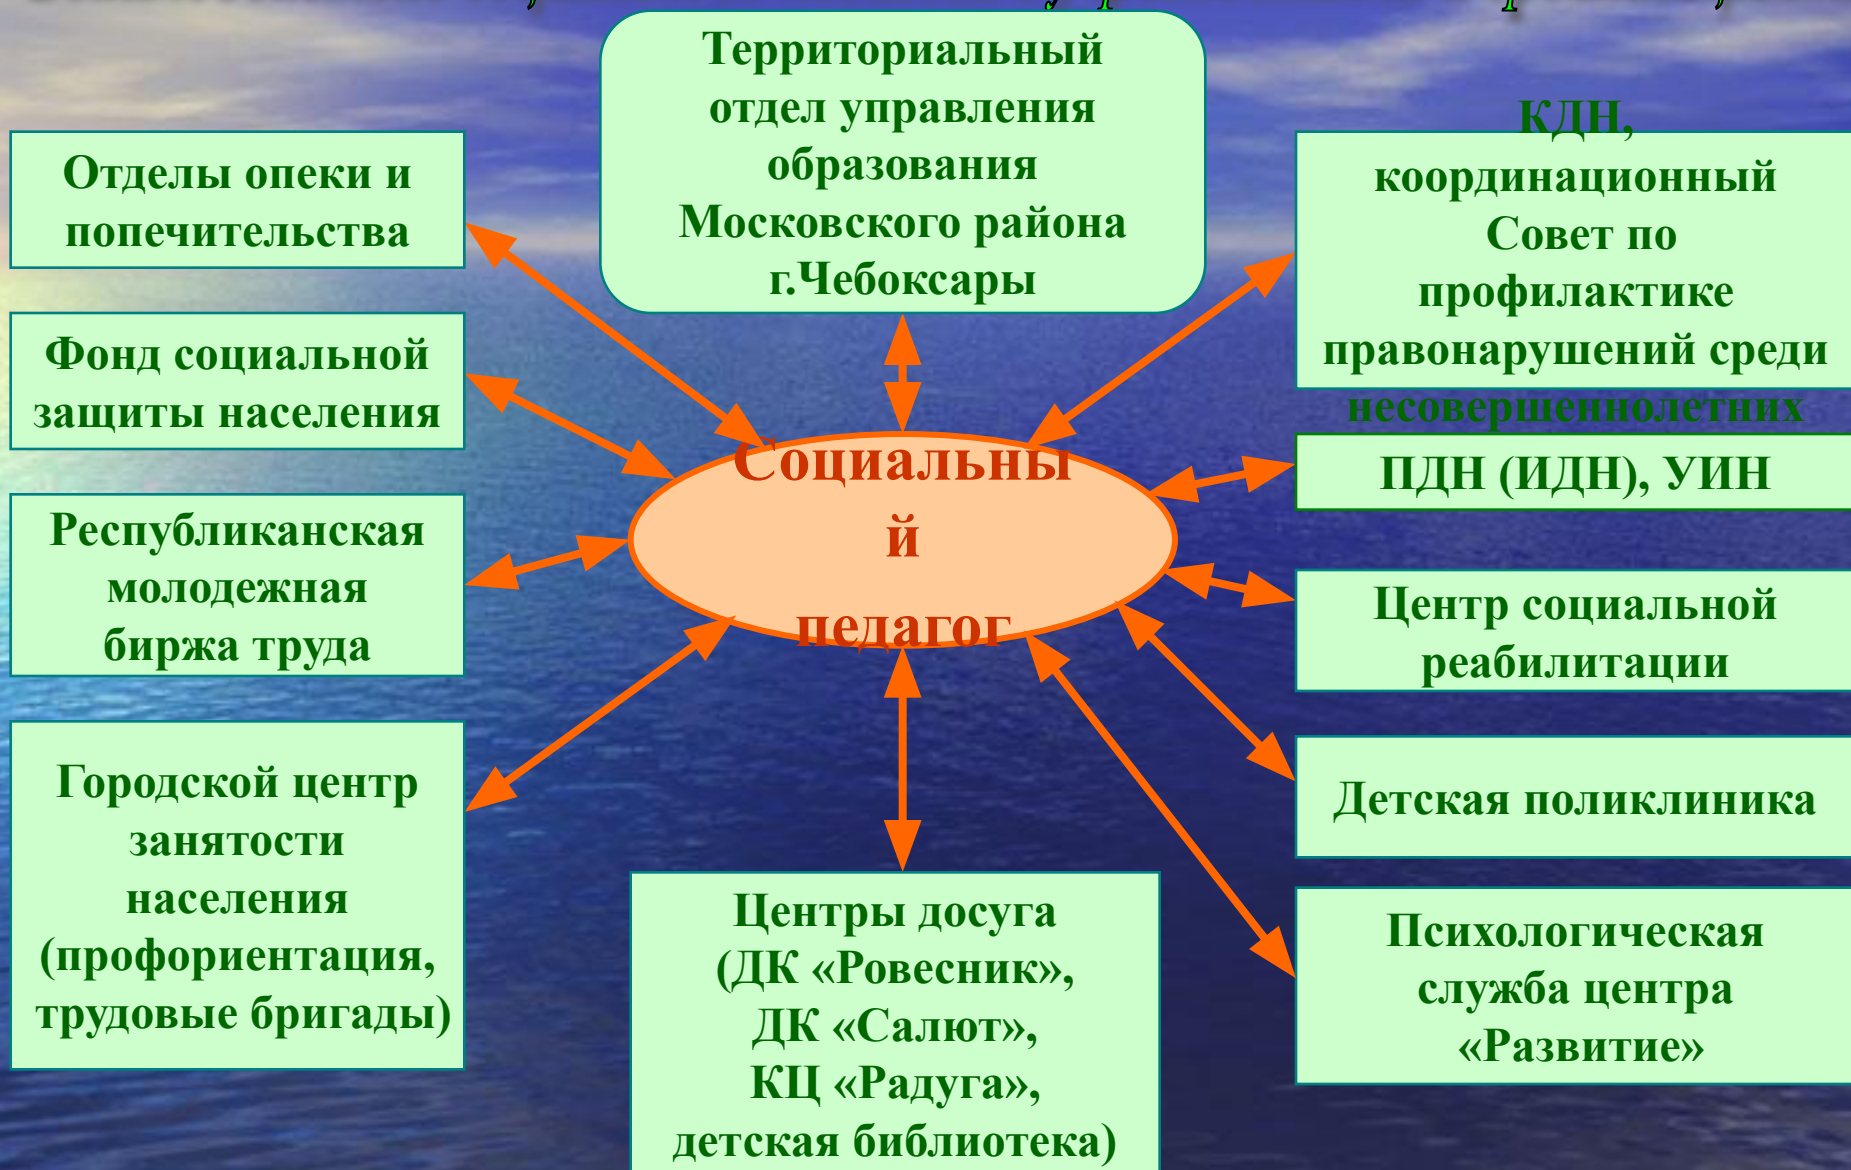 Территориальный
отдел управления
образования
Московского района
г.Чебоксары
Отделы опеки и
попечительства
Фонд социальной
защиты населения
Республиканская
молодежная
биржа труда
Городской центр
занятости
населения
(профориентация,
трудовые бригады)
Социальны
й
педагог
Центры досуга
(ДК «Ровесник»,
ДК «Салют»,
КЦ «Радуга»,
детская библиотека)
КДН,
координационный
Совет по
профилактике
правонарушений среди
несовершеннолетних
ПДН (ИДН), УИН
Центр социальной
реабилитации
Детская поликлиника
Психологическая
служба центра
«Развитие»